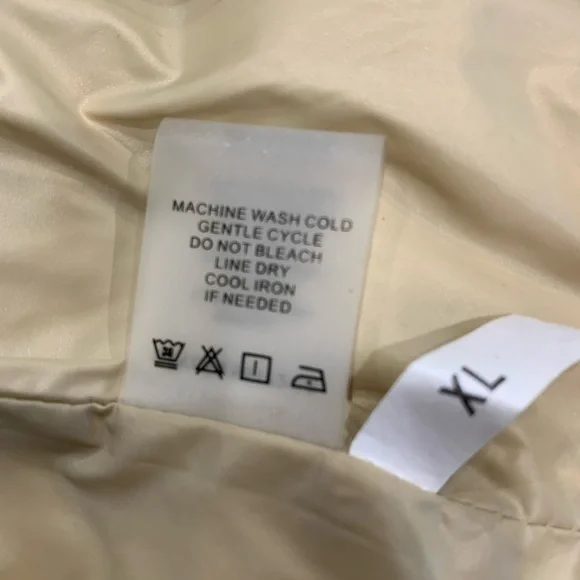 MACHINE WASH COLD
GENTLE CYCLE
DO NOT BLEACH
LINE DRY
COOL IRON
IF NEEDED
XL